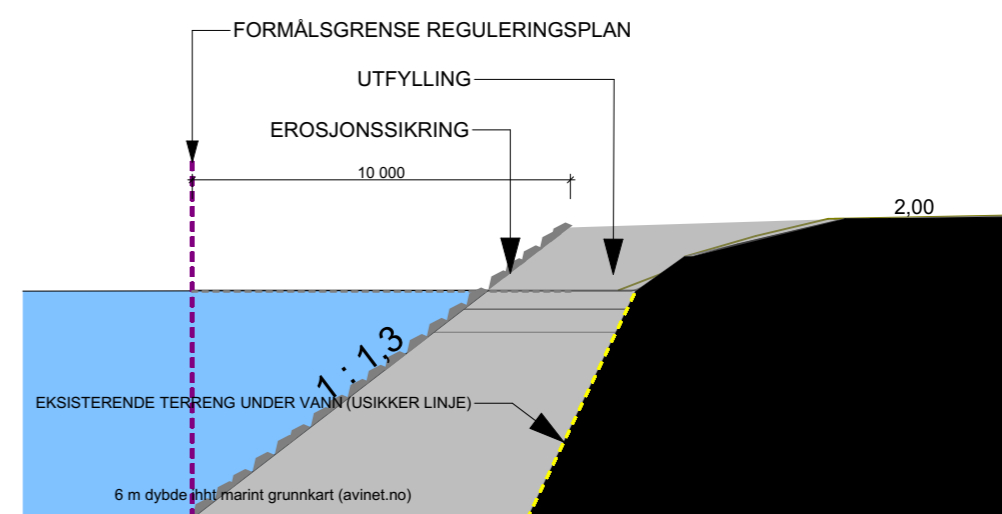 FORMÅLSGRENSE REGULERINGSPLAN
UTFYLLING
EROSJONSSIKRING
10 000
2,00
1 : 1,3
EKSISTERENDE TERRENG UNDER VANN (USIKKER LINJE)
6 m dybde ihht marint grunnkart (avinet.no)